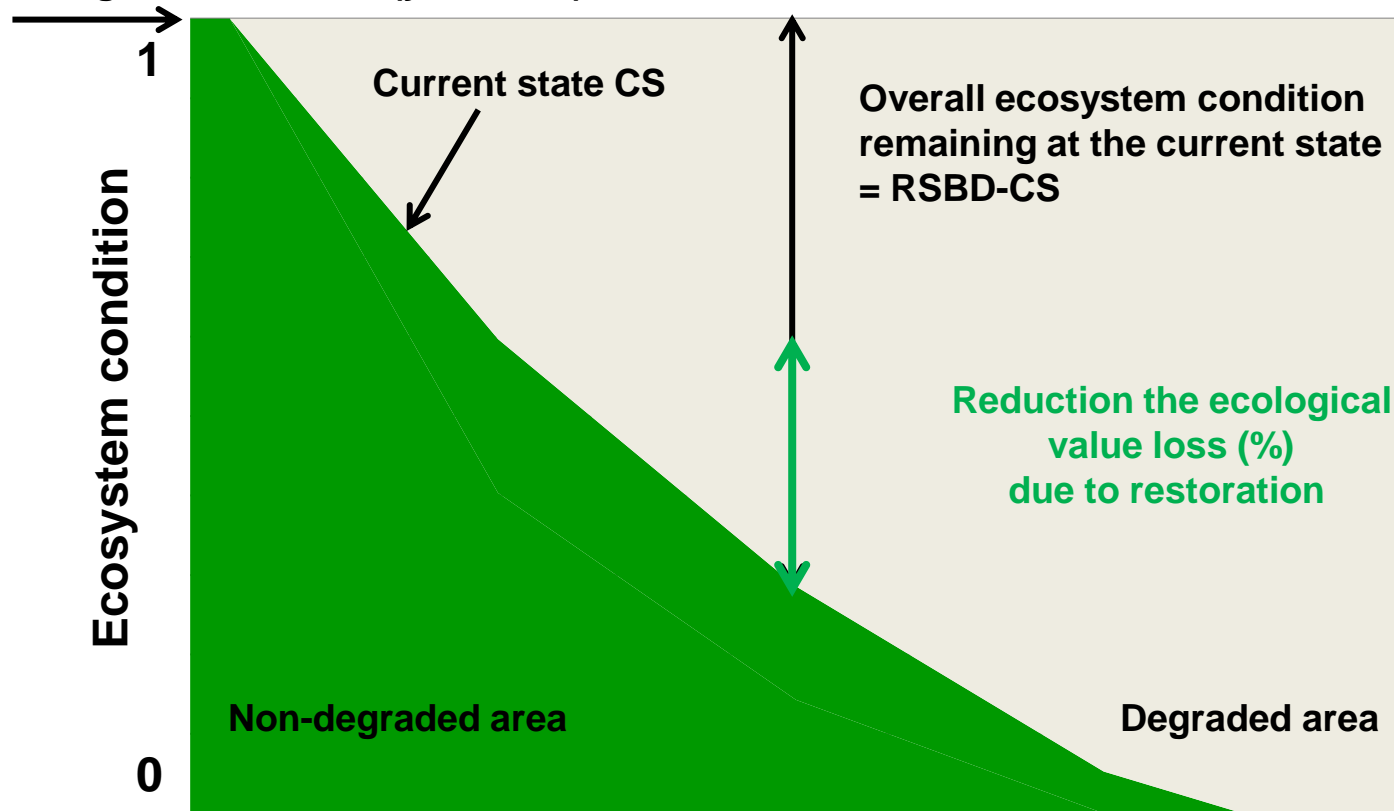 1
Current state CS
Overall ecosystem condition
remaining at the current state
= RSBD-CS
Ecosystem condition
Reduction the ecological
value loss (%)
due to restoration
Non-degraded area
Degraded area
0